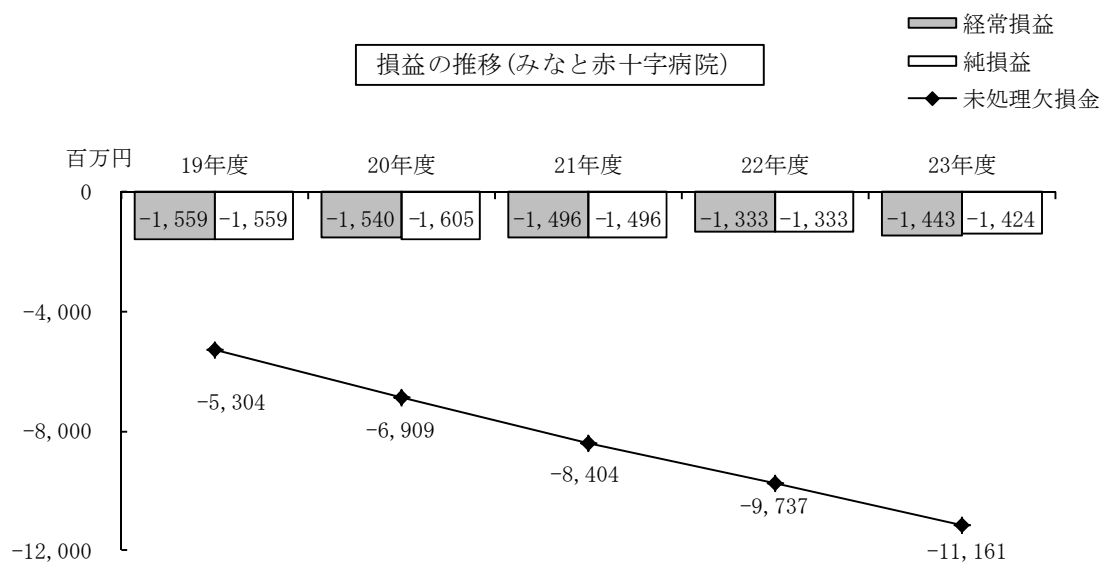 経常損益
損益の推移(みなと赤十字病院)
純損益
未処理欠損金
百万円
19年度 20年度 21年度 22年度 23年度
0
-1,559 -1,559 -1,540 -1,605 -1,496 -1,496 -1,333 -1,333 -1,443 -1,424
-4,000
-5,304
-6,909
-8,000
-8,404
-9,737
-11,161
-12,000